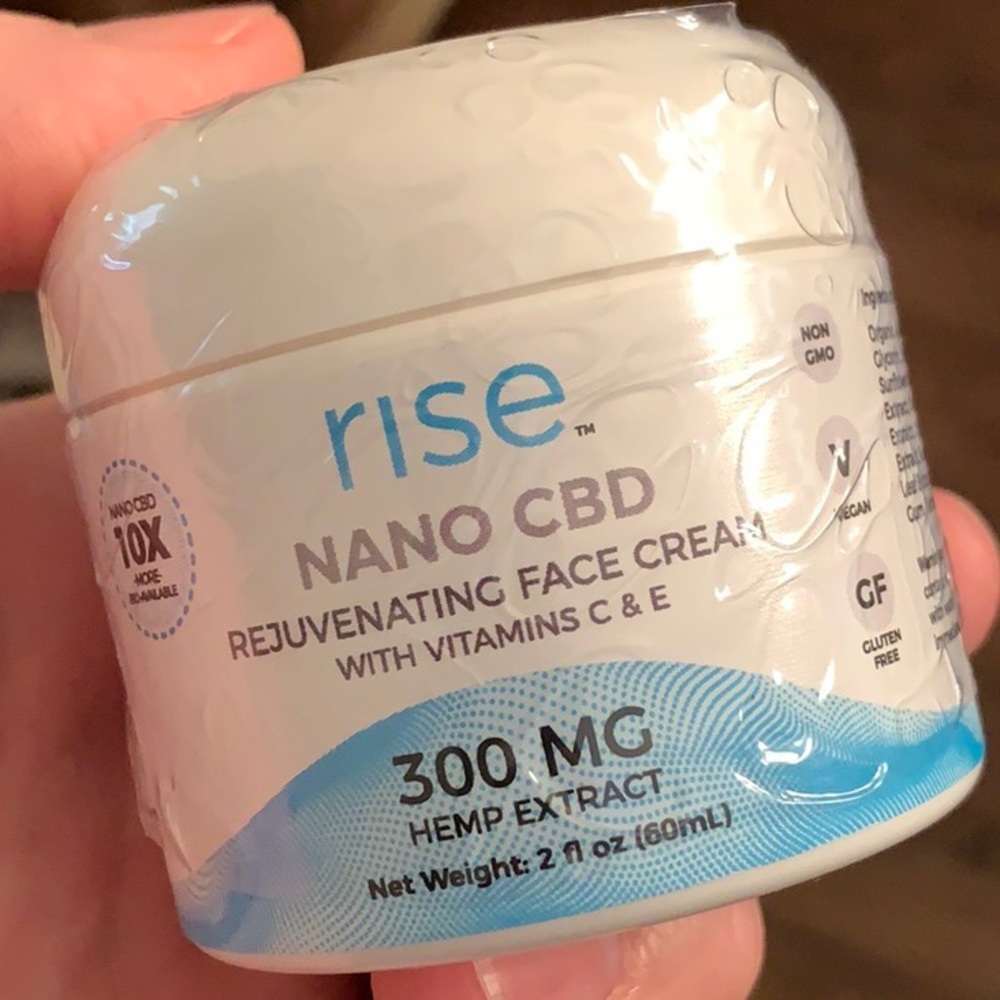 rise™
NANO CBD
REJUVENATING FACE CREAM
WITH VITAMINS C & E
300 MG
HEMP EXTRACT
Net Weight: 2 fl oz (60mL)
NANO CBD
10X
-MORE-
BIO-AVAILABLE
NON
GMO
V
VEGAN
GF
GLUTEN
FREE